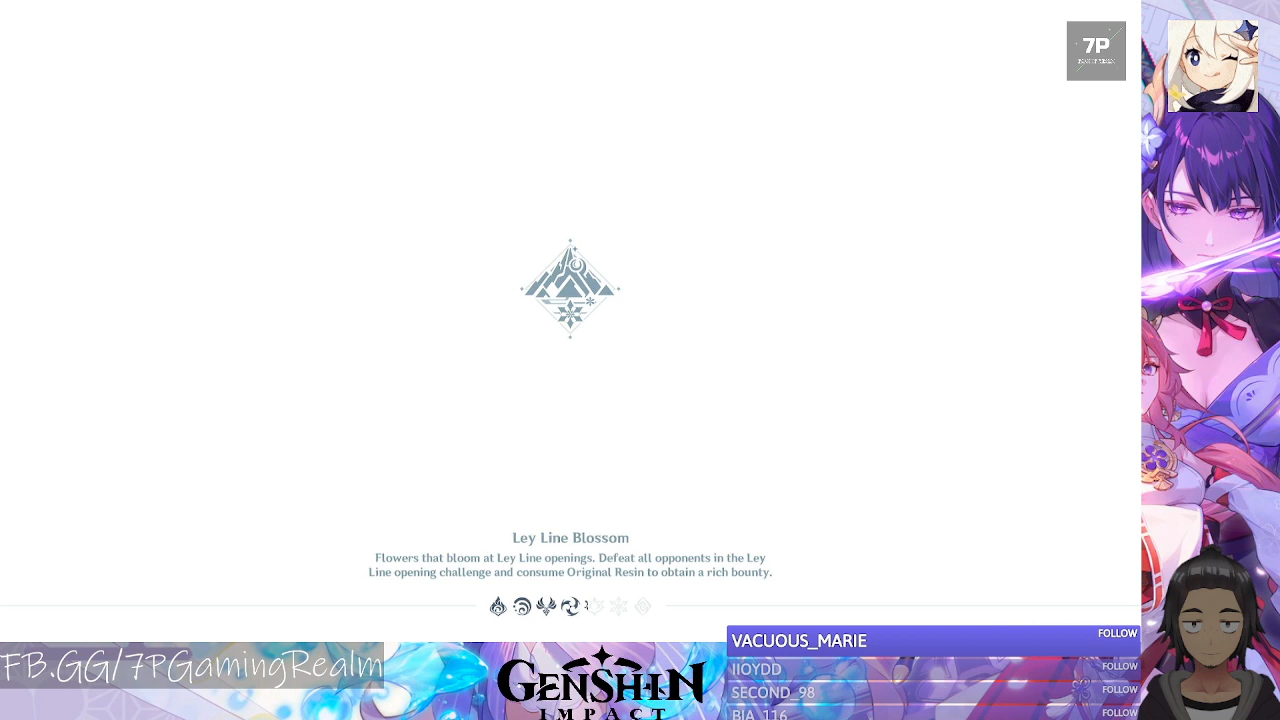 7P
Ley Line Blossom
Flowers that bloom at Ley Line openings. Defeat all opponents in the Ley
Line opening challenge and consume Original Resin to obtain a rich bounty.
FB.GG/7PGamingRealm
GENSHIN
IMPACT
VACUOUS_MARIE FOLLOW
IIOYDD FOLLOW
SECOND_98 FOLLOW
BIA_116 FOLLOW